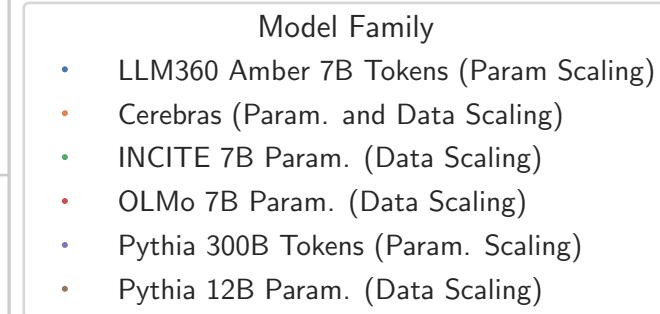 Model Family
LLM360 Amber 7B Tokens (Param Scaling)
Cerebras (Param. and Data Scaling)
INCITE 7B Param. (Data Scaling)
OLMo 7B Param. (Data Scaling)
Pythia 300B Tokens (Param. Scaling)
Pythia 12B Param. (Data Scaling)